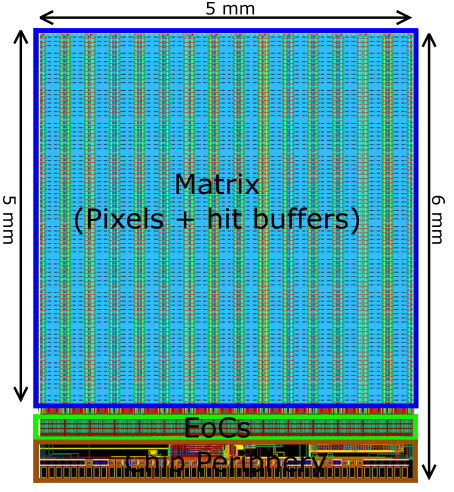 5 mm
5 mm
6 mm
Matrix
(Pixels + hit buffers)
EoCs
Chip Periphery